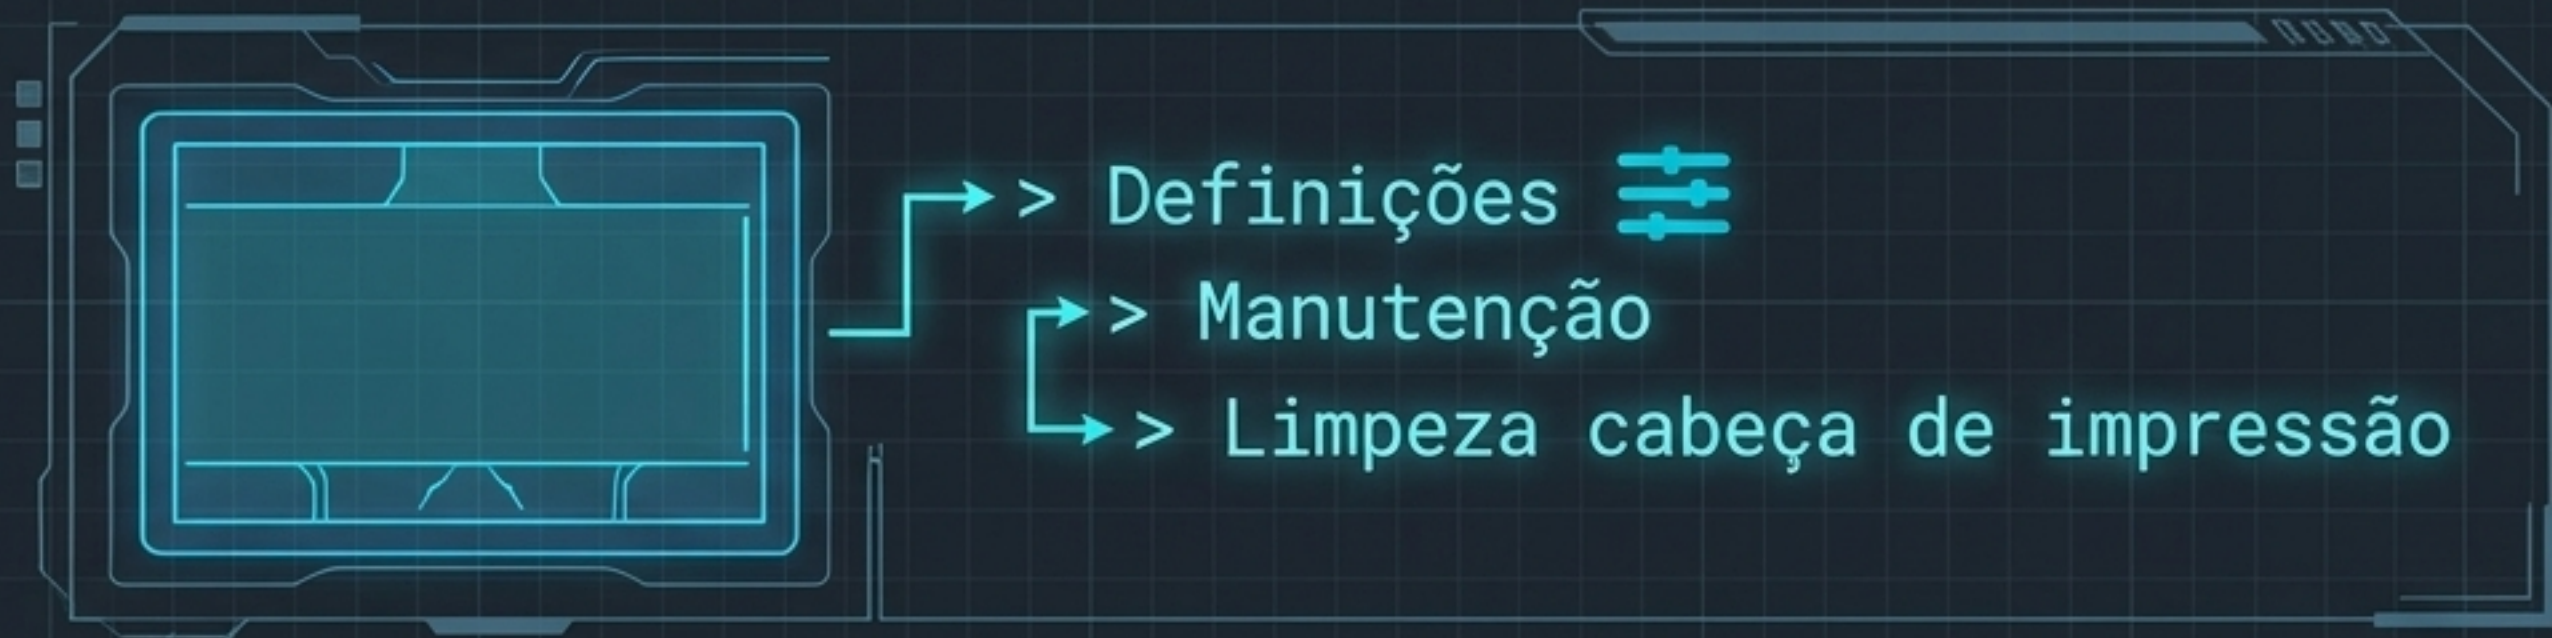 > Definições
> Manutenção
> Limpeza cabeça de impressão